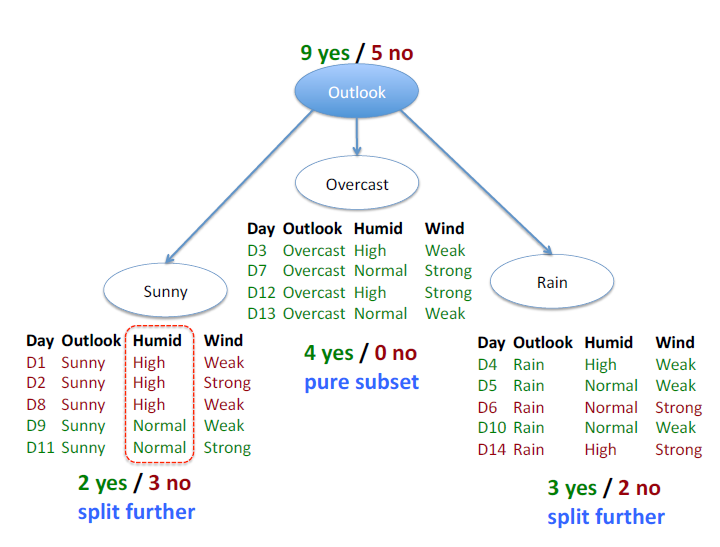 9 yes / 5 no
Outlook
Overcast
Day Outlook Humid Wind
D3 Overcast High Weak
D7 Overcast Normal Strong
D12 Overcast High Strong
D13 Overcast Normal Weak
4 yes / 0 no
pure subset
Sunny
Day Outlook Humid Wind
D1 Sunny High Weak
D2 Sunny High Strong
D8 Sunny High Weak
D9 Sunny Normal Weak
D11 Sunny Normal Strong
2 yes / 3 no
split further
Rain
Day Outlook Humid Wind
D4 Rain High Weak
D5 Rain Normal Weak
D6 Rain Normal Strong
D10 Rain Normal Weak
D14 Rain High Strong
3 yes / 2 no
split further